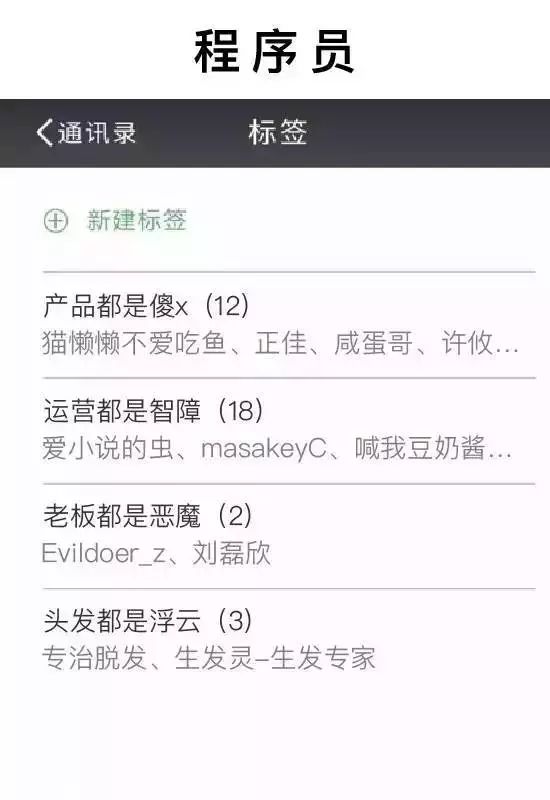 程序员
通讯录 标签
新建标签
产品都是傻x（12）
猫懒懒不爱吃鱼、正佳、咸蛋哥、许攸...
运营都是智障（18）
爱小说的虫、masakeyC、喊我豆奶酱...
老板都是恶魔（2）
Evildoer_z、刘磊欣
头发都是浮云（3）
专治脱发、生发灵-生发专家